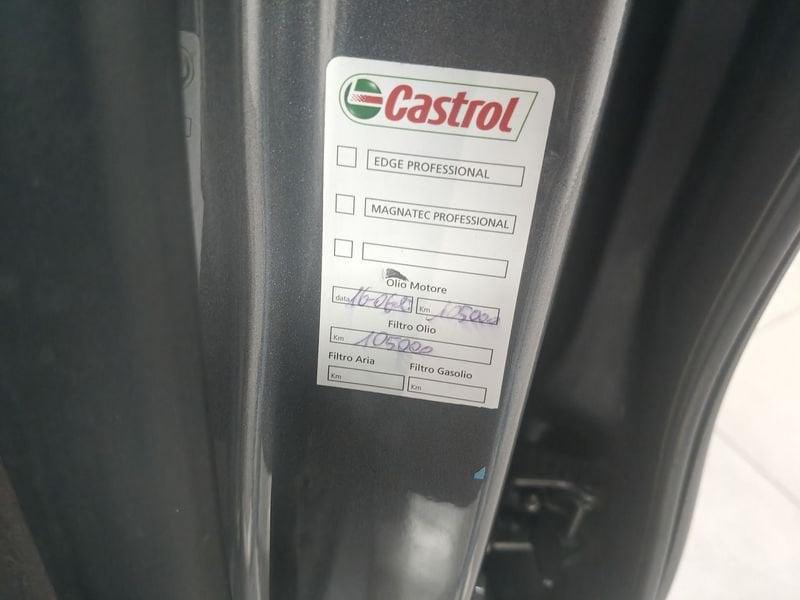 Castrol
EDGE PROFESSIONAL
MAGNATEC PROFESSIONAL
Olio Motore
data Km 105000
Filtro Olio
Km 105000
Filtro Aria Filtro Gasolio
Km Km